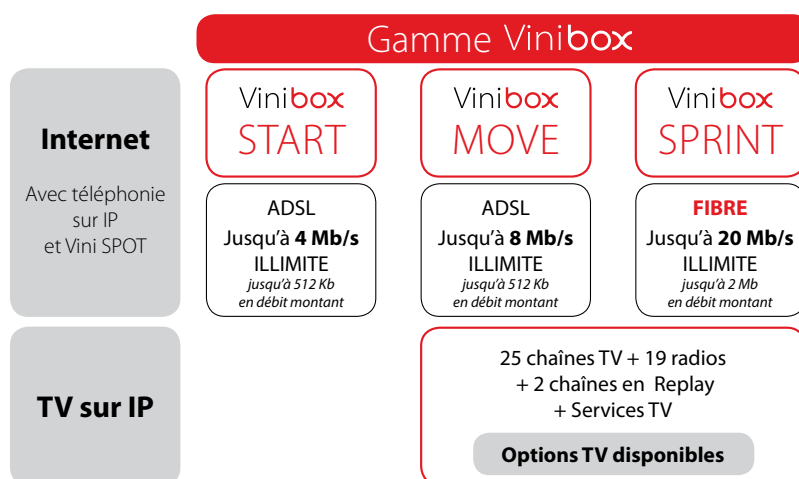 Gamme Vinibox
Internet
Avec téléphonie
sur IP
et Vini SPOT
Vinibox
START
Vinibox
MOVE
Vinibox
SPRINT
ADSL
Jusqu'à 4 Mb/s
ILLIMITE
jusqu'à 512 Kb
en débit montant
ADSL
Jusqu'à 8 Mb/s
ILLIMITE
jusqu'à 512 Kb
en débit montant
FIBRE
Jusqu'à 20 Mb/s
ILLIMITE
jusqu'à 2 Mb
en débit montant
TV sur IP
25 chaînes TV + 19 radios
+ 2 chaînes en Replay
+ Services TV
Options TV disponibles